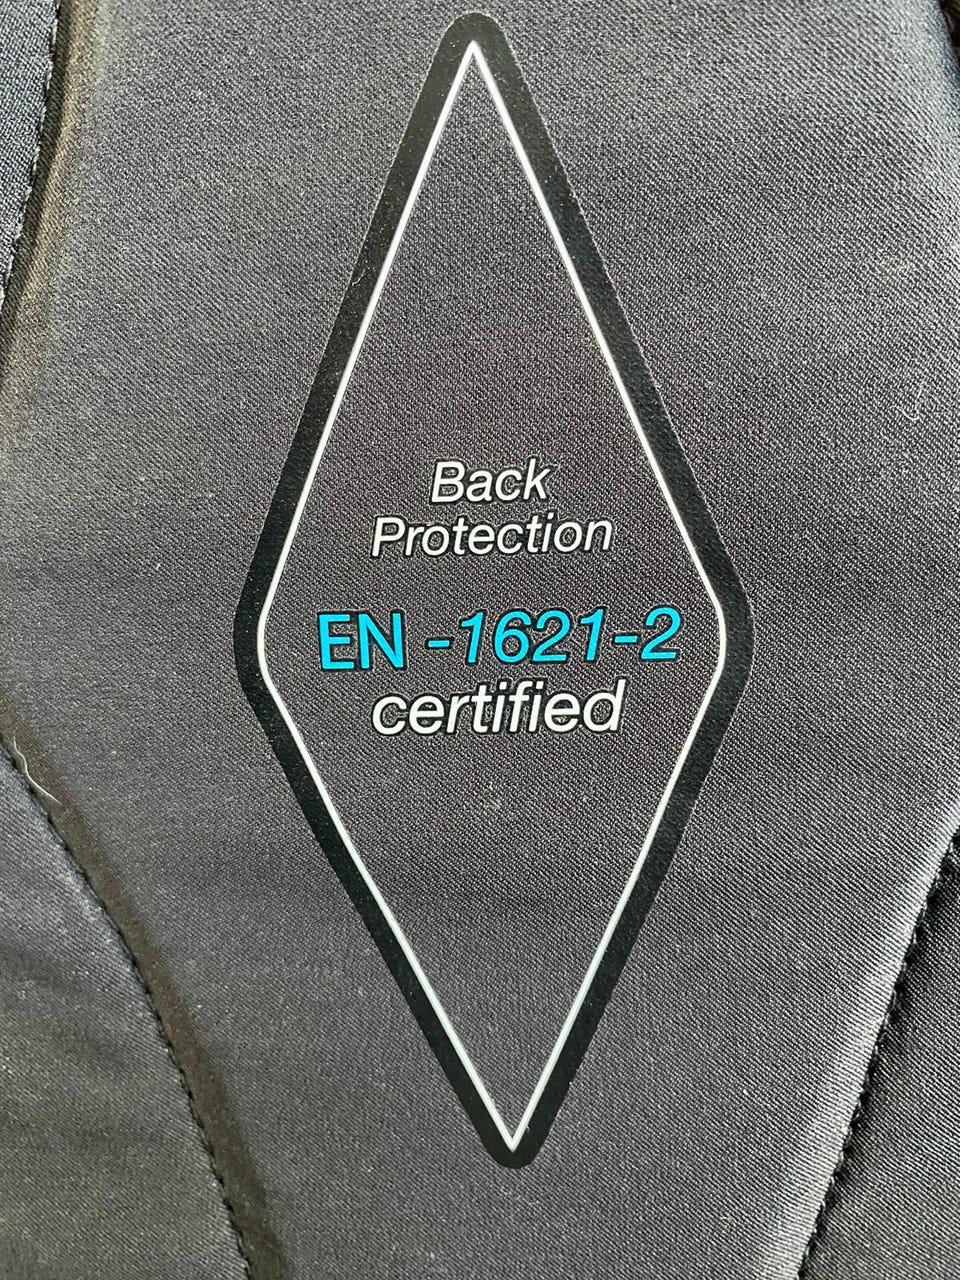 Back
Protection
EN -1621-2
certified